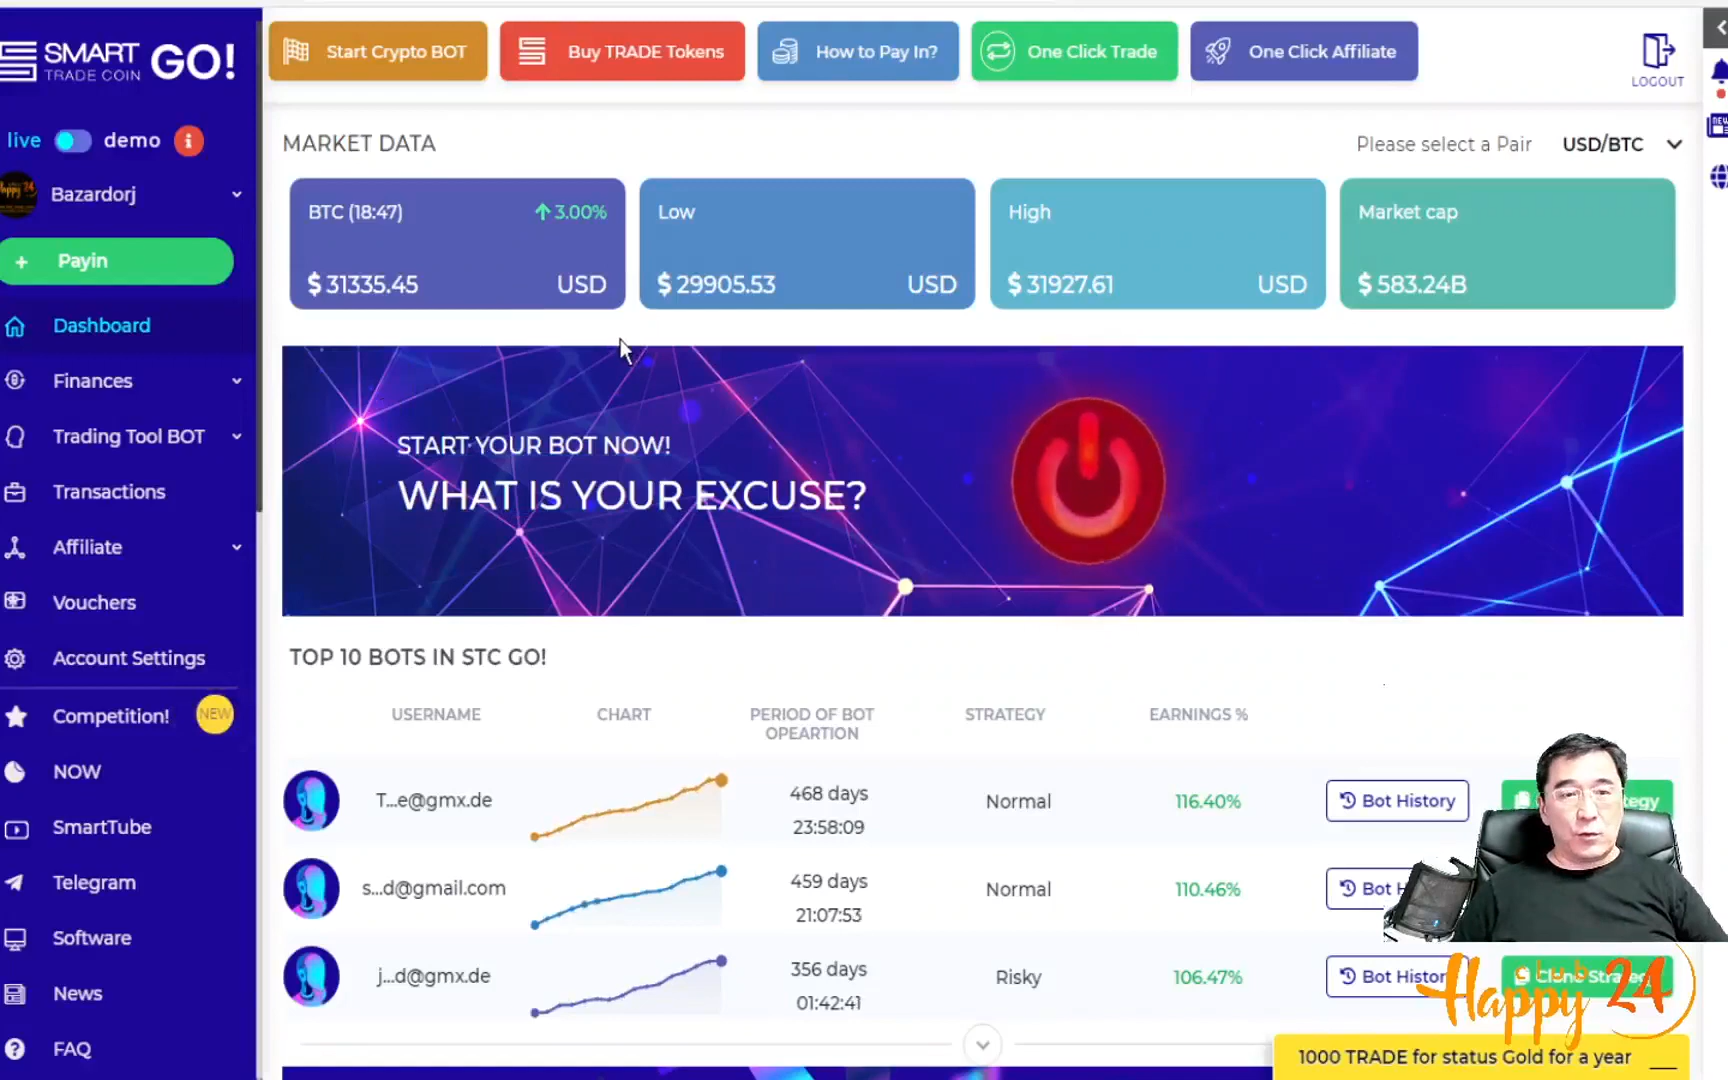 SMART
TRADE COIN
GO!
Start Crypto BOT
Buy TRADE Tokens
How to Pay In?
One Click Trade
One Click Affiliate
LOGOUT
live demo
Bazardorj
+ Payin
Dashboard
Finances
Trading Tool BOT
Transactions
Affiliate
Vouchers
Account Settings
Competition! NEW
NOW
SmartTube
Telegram
Software
News
FAQ
MARKET DATA
Please select a Pair USD/BTC
BTC (18:47) 3.00%
$ 31335.45 USD
Low
$ 29905.53 USD
High
$ 31927.61 USD
Market cap
$ 583.24B
START YOUR BOT NOW!
WHAT IS YOUR EXCUSE?
TOP 10 BOTS IN STC GO!
USERNAME CHART PERIOD OF BOT OPEARTION STRATEGY EARNINGS %
T...e@gmx.de 468 days 23:58:09 Normal 116.40% Bot History
s...d@gmail.com 459 days 21:07:53 Normal 110.46% Bot
j...d@gmx.de 356 days 01:42:41 Risky 106.47% Bot History
club
Happy 24
1000 TRADE for status Gold for a year